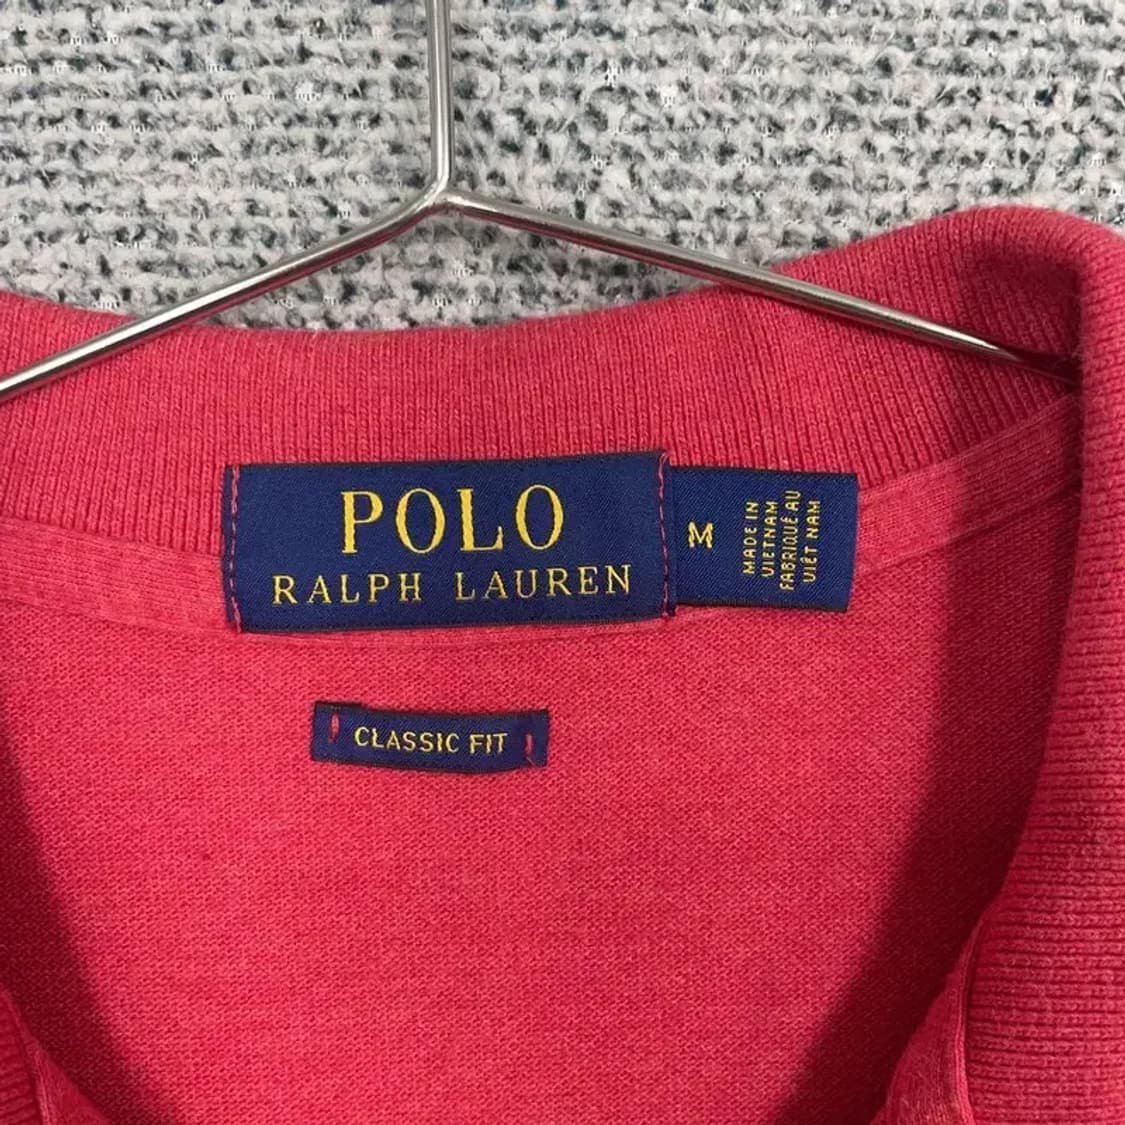 POLO
RALPH LAUREN
M
MADE IN
VIETNAM
FABRIQUÉ AU
VIÊT NAM
CLASSIC FIT